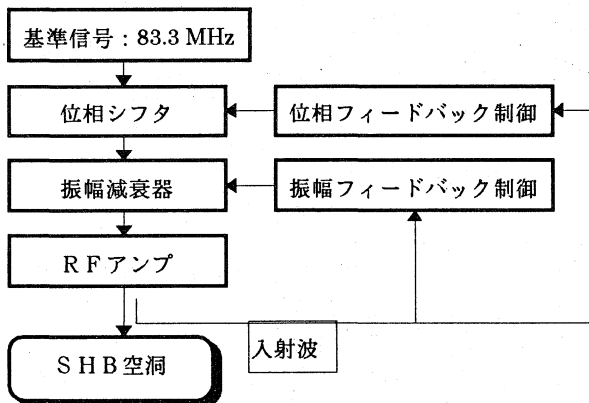 基準信号：83.3 MHz
位相シフタ
位相フィードバック制御
振幅減衰器
振幅フィードバック制御
ＲＦアンプ
入射波
ＳＨＢ空洞